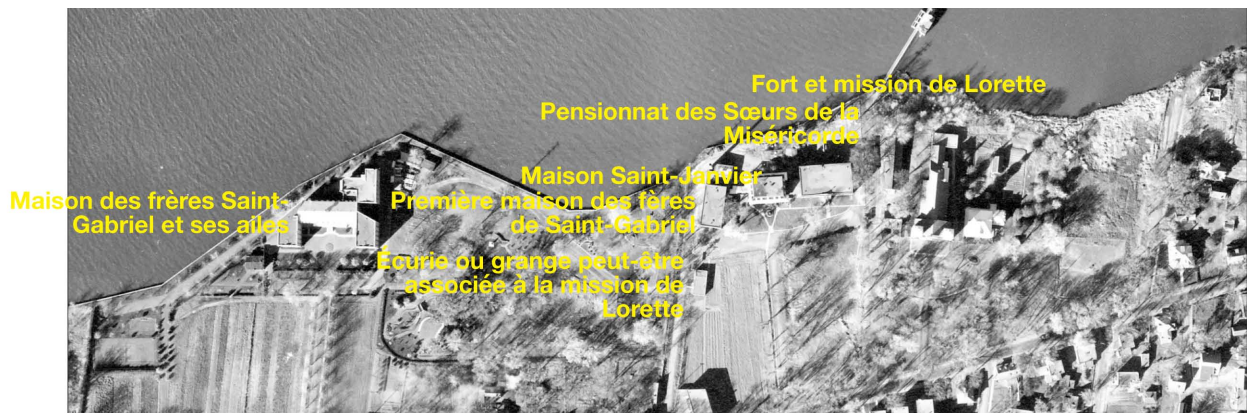 Fort et mission de Lorette
Pensionnat des Sœurs de la
Miséricorde
Maison Saint-Janvier
Maison des frères Saint-
Gabriel et ses ailes
Première maison des fères
de Saint-Gabriel
Écurie ou grange peut-être
associée à la mission de
Lorette